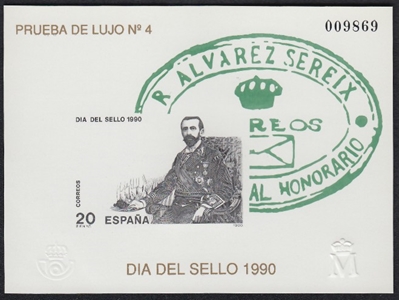 PRUEBA DE LUJO Nº 4
009869
R ALVAREZ SEREIX
DIA DEL SELLO 1990
REOS
AL HONORARIO
CORREOS
20
ESPAÑA
DIA DEL SELLO 1990